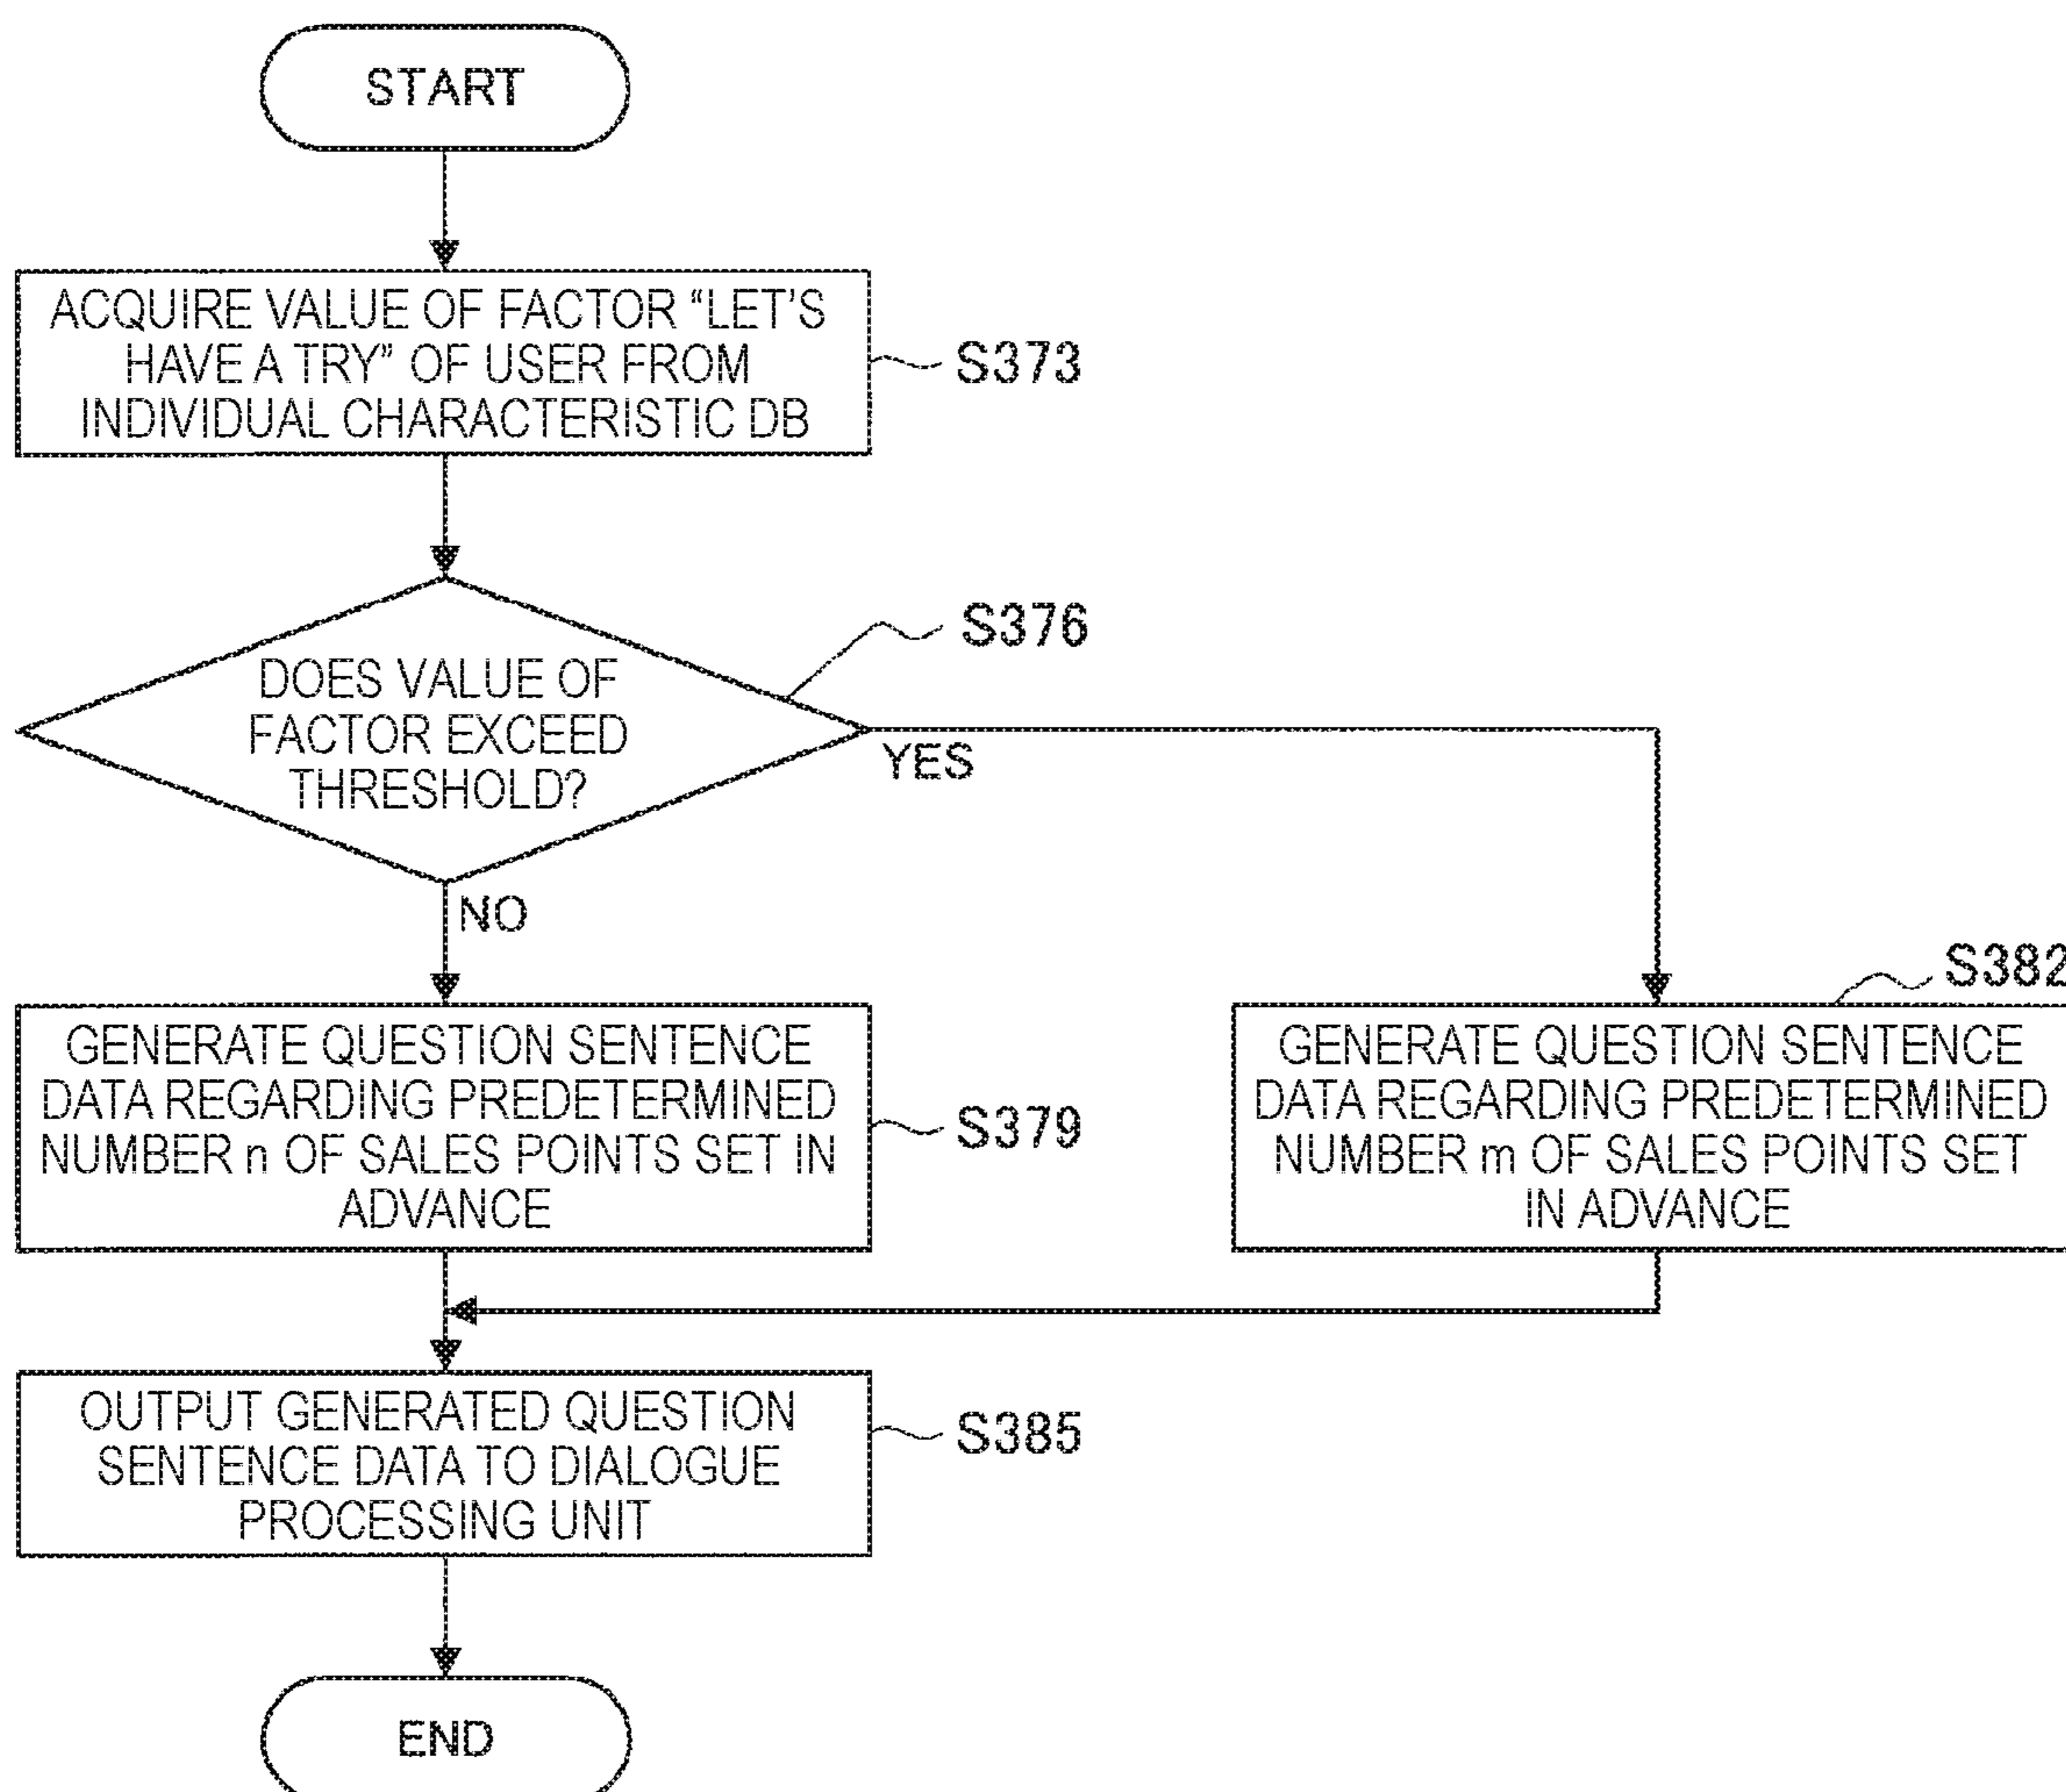 START
ACQUIRE VALUE OF FACTOR “LET’S
HAVE A TRY” OF USER FROM
INDIVIDUAL CHARACTERISTIC DB
S373
S376
DOES VALUE OF
FACTOR EXCEED
THRESHOLD?
YES
NO
S382
GENERATE QUESTION SENTENCE
DATA REGARDING PREDETERMINED
NUMBER n OF SALES POINTS SET IN
ADVANCE
S379
GENERATE QUESTION SENTENCE
DATA REGARDING PREDETERMINED
NUMBER m OF SALES POINTS SET
IN ADVANCE
OUTPUT GENERATED QUESTION
SENTENCE DATA TO DIALOGUE
PROCESSING UNIT
S385
END